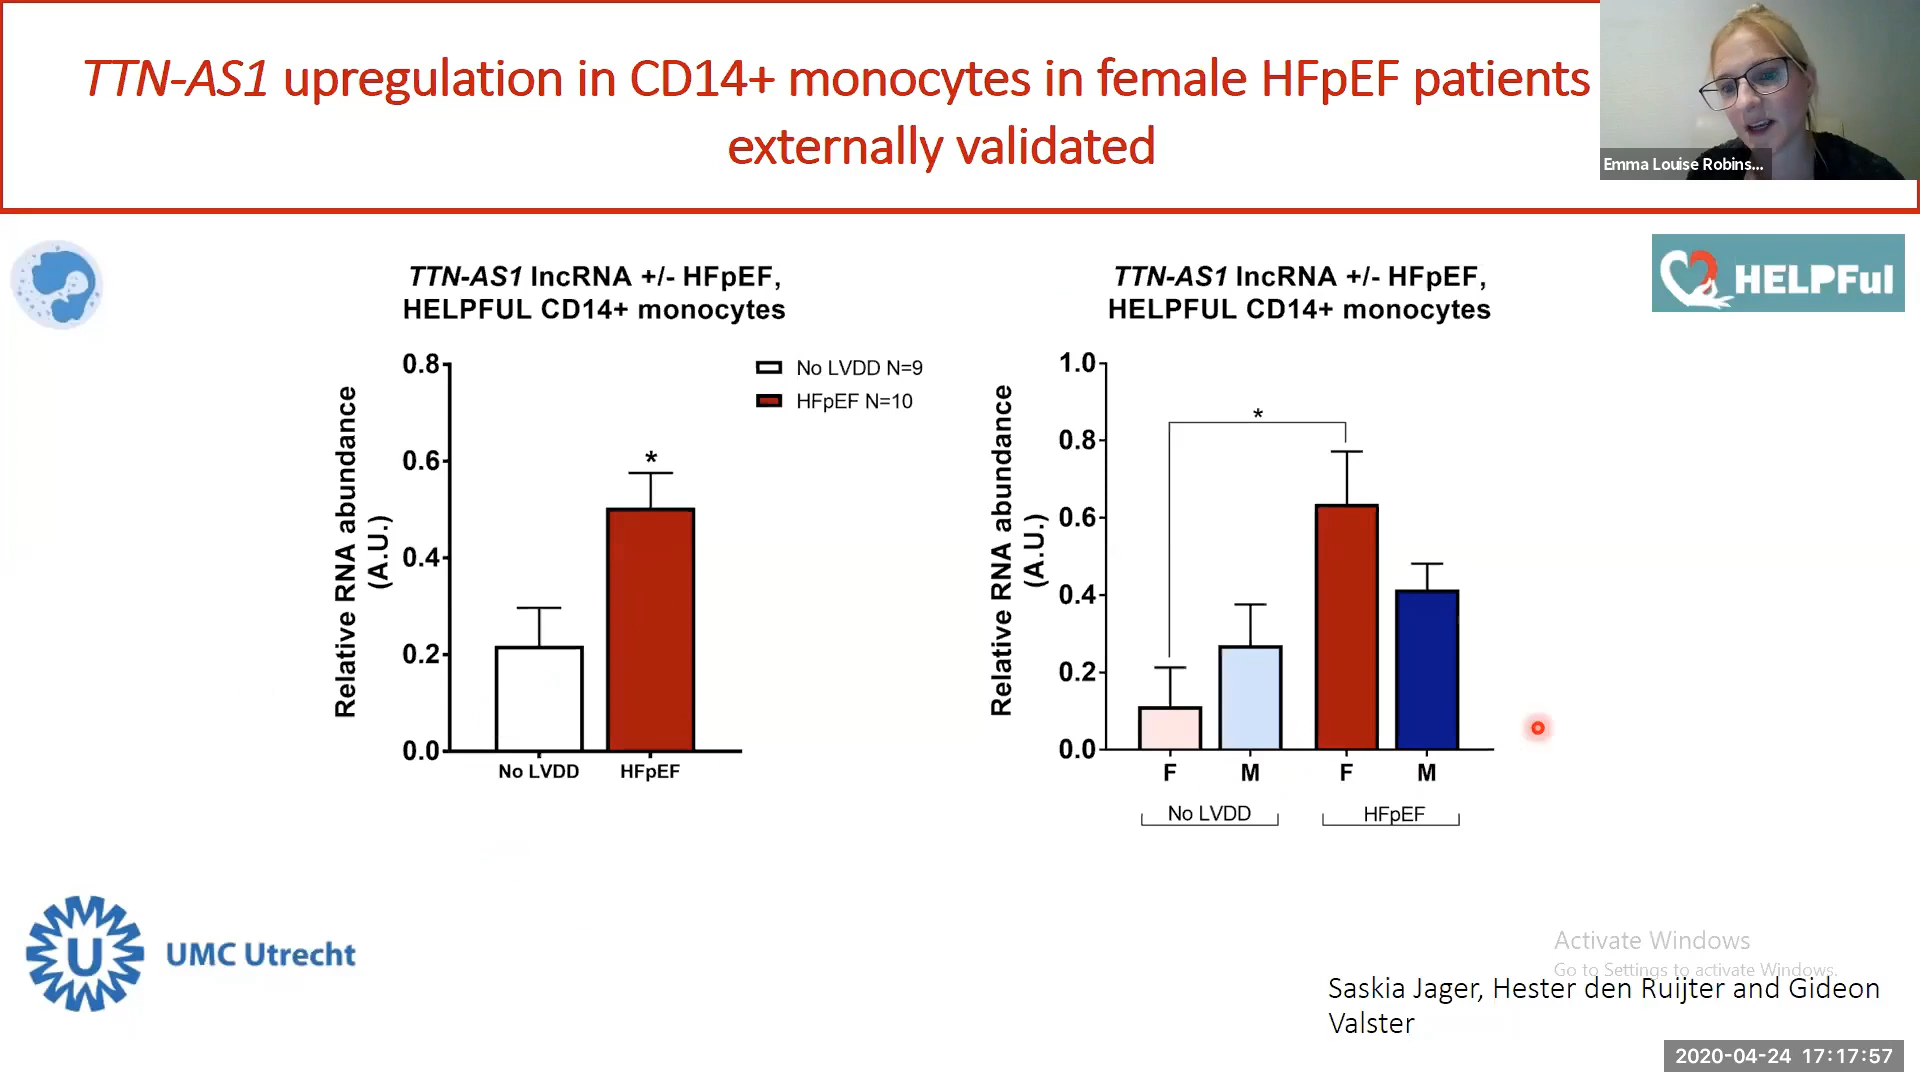 TTN-AS1 upregulation in CD14+ monocytes in female HFpEF patients
externally validated
Emma Louise Robins...
HELPFul
TTN-AS1 lncRNA +/- HFpEF,
HELPFUL CD14+ monocytes
Relative RNA abundance
(A.U.)
0.8
0.6
0.4
0.2
0.0
*
No LVDD
HFpEF
No LVDD N=9
HFpEF N=10
TTN-AS1 lncRNA +/- HFpEF,
HELPFUL CD14+ monocytes
Relative RNA abundance
(A.U.)
1.0
0.8
0.6
0.4
0.2
0.0
*
F
M
F
M
No LVDD
HFpEF
U
UMC Utrecht
Activate Windows
Go to Settings to activate Windows.
Saskia Jager, Hester den Ruijter and Gideon
Valster
2020-04-24 17:17:57